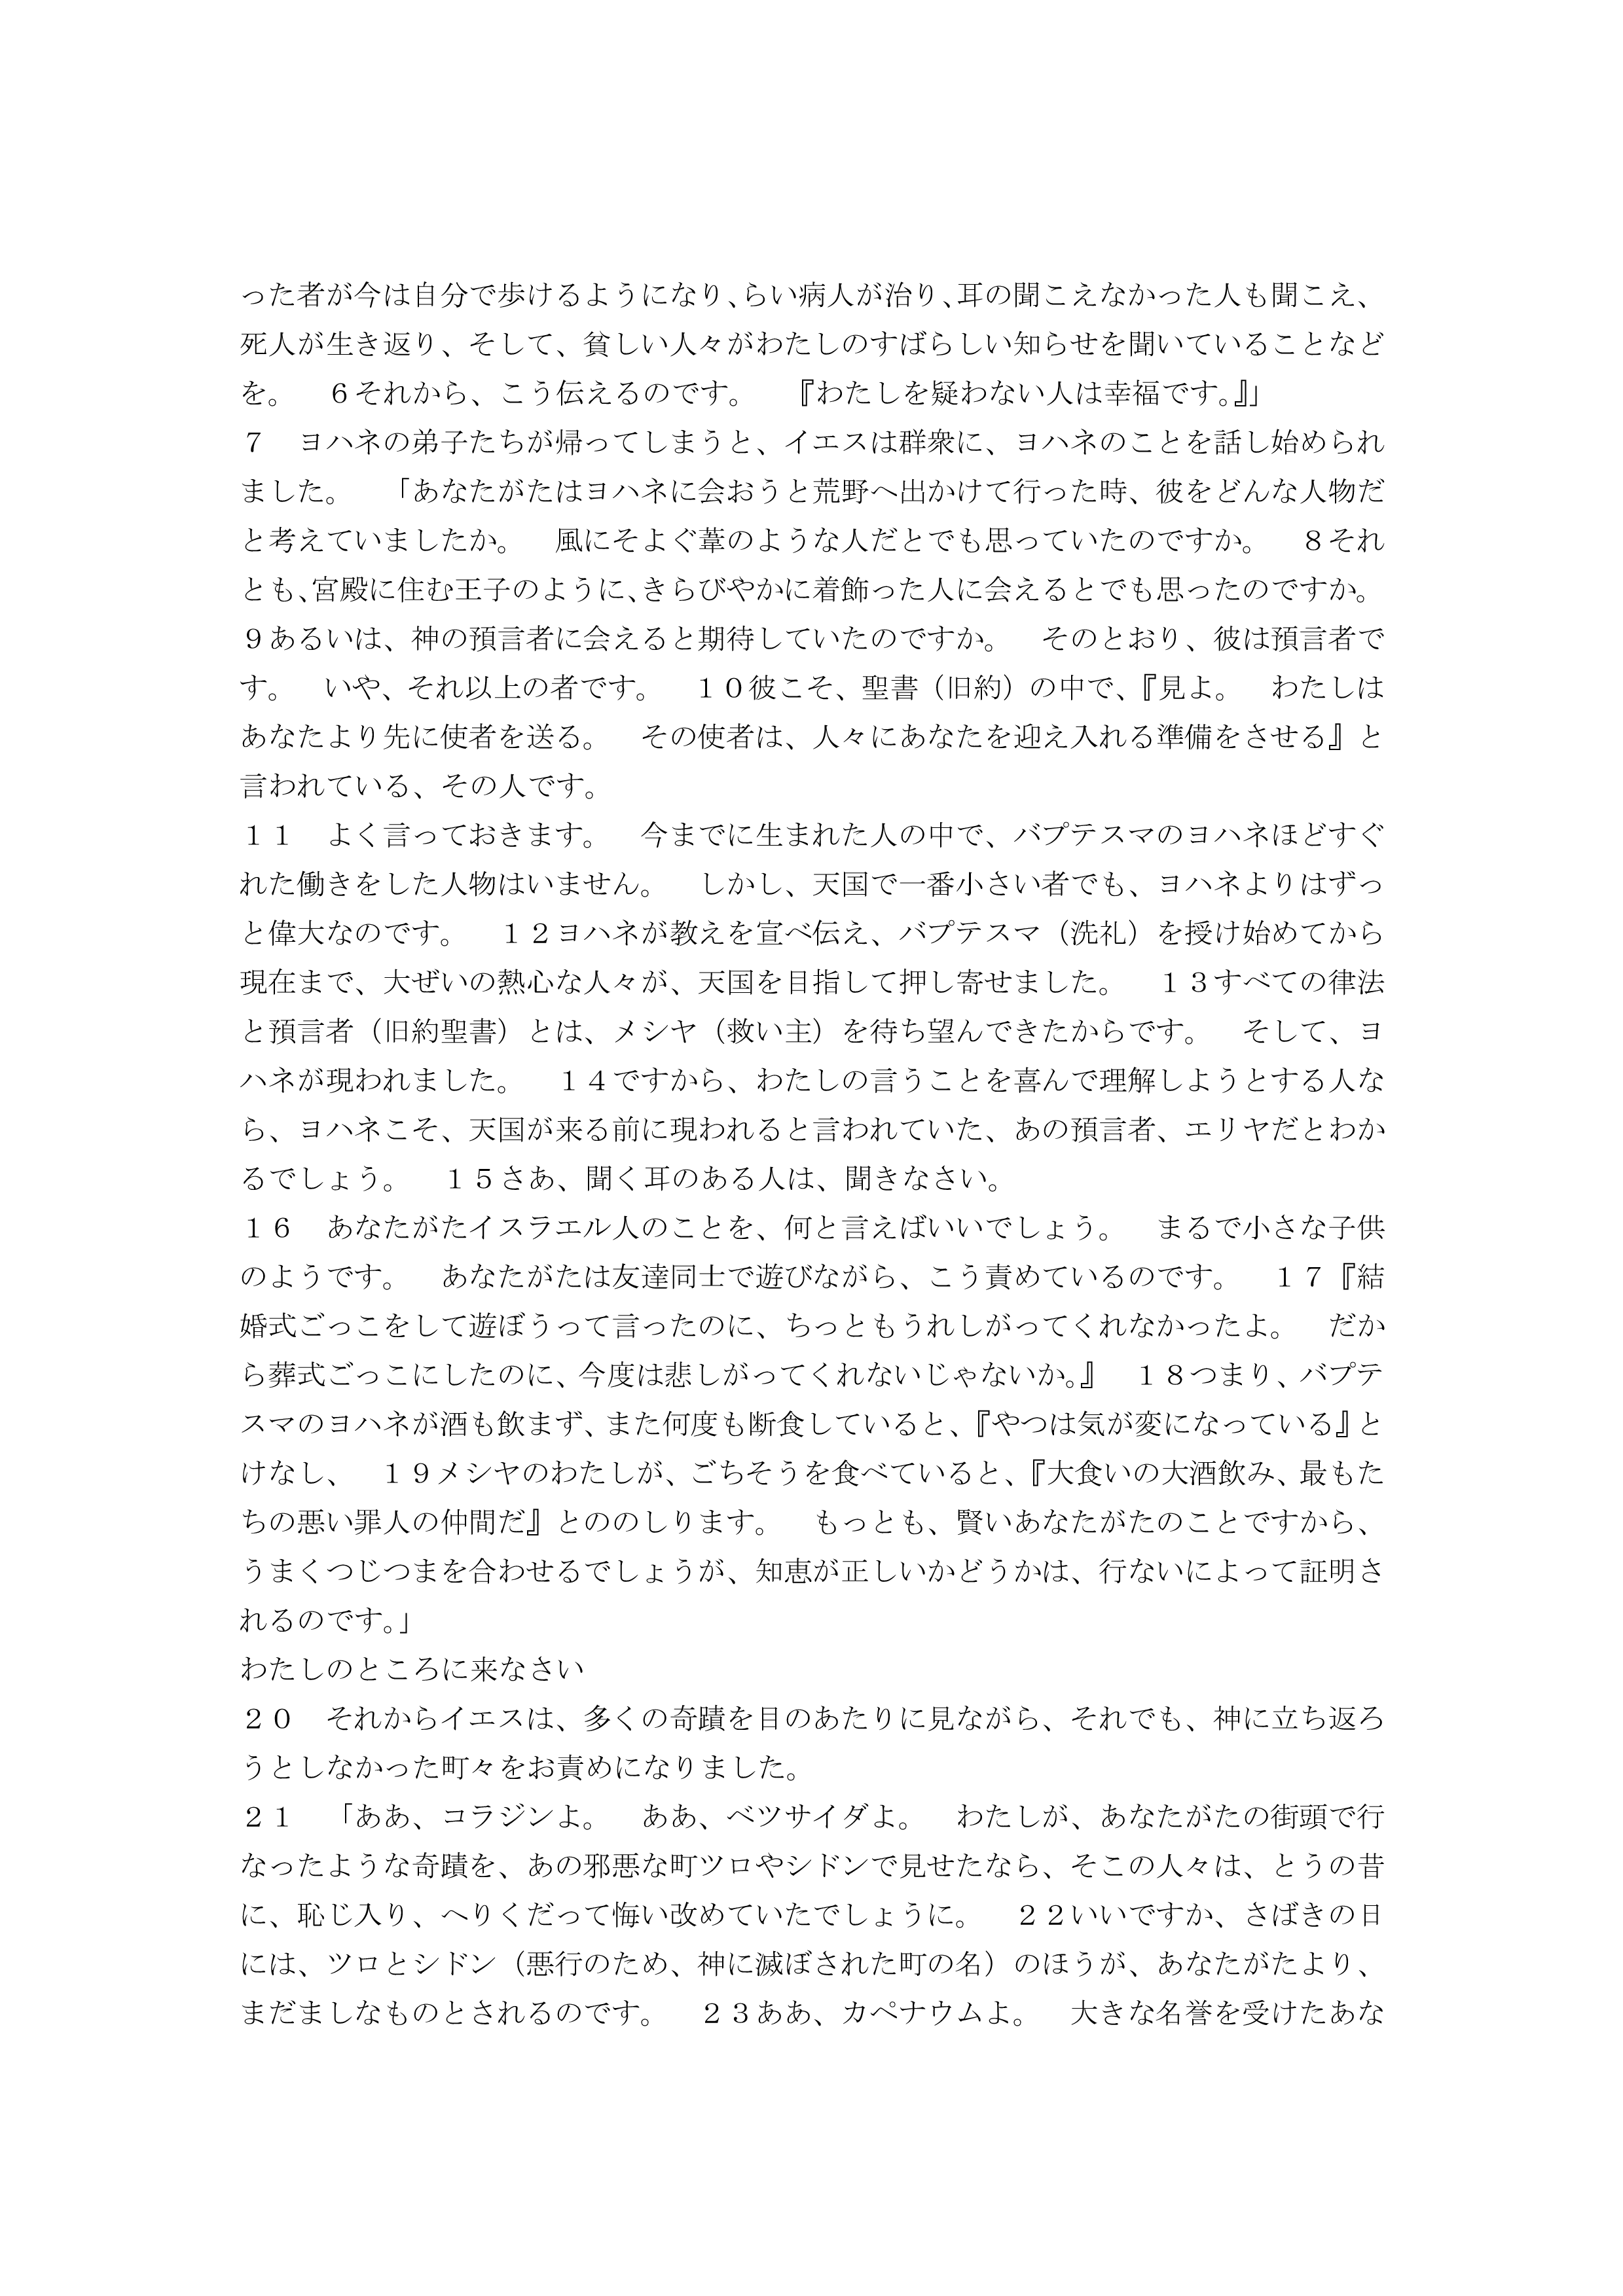 った者が今は自分で歩けるようになり、らい病人が治り、耳の聞こえなかった人も聞こえ、
死人が生き返り、そして、貧しい人々がわたしのすばらしい知らせを聞いていることなど
を。　６それから、こう伝えるのです。　『わたしを疑わない人は幸福です。』」
７　ヨハネの弟子たちが帰ってしまうと、イエスは群衆に、ヨハネのことを話し始められ
ました。　「あなたがたはヨハネに会おうと荒野へ出かけて行った時、彼をどんな人物だ
と考えていましたか。　風にそよぐ葦のような人だとでも思っていたのですか。　８それ
とも、宮殿に住む王子のように、きらびやかに着飾った人に会えるとでも思ったのですか。
９あるいは、神の預言者に会えると期待していたのですか。　そのとおり、彼は預言者で
す。　いや、それ以上の者です。　１０彼こそ、聖書（旧約）の中で、『見よ。　わたしは
あなたより先に使者を送る。　その使者は、人々にあなたを迎え入れる準備をさせる』と
言われている、その人です。
１１　よく言っておきます。　今までに生まれた人の中で、バプテスマのヨハネほどすぐ
れた働きをした人物はいません。　しかし、天国で一番小さい者でも、ヨハネよりはずっ
と偉大なのです。　１２ヨハネが教えを宣べ伝え、バプテスマ（洗礼）を授け始めてから
現在まで、大ぜいの熱心な人々が、天国を目指して押し寄せました。　１３すべての律法
と預言者（旧約聖書）とは、メシヤ（救い主）を待ち望んできたからです。　そして、ヨ
ハネが現われました。　１４ですから、わたしの言うことを喜んで理解しようとする人な
ら、ヨハネこそ、天国が来る前に現われると言われていた、あの預言者、エリヤだとわか
るでしょう。　１５さあ、聞く耳のある人は、聞きなさい。
１６　あなたがたイスラエル人のことを、何と言えばいいでしょう。　まるで小さな子供
のようです。　あなたがたは友達同士で遊びながら、こう責めているのです。　１７『結
婚式ごっこをして遊ぼうって言ったのに、ちっともうれしがってくれなかったよ。　だか
ら葬式ごっこにしたのに、今度は悲しがってくれないじゃないか。』　１８つまり、バプテ
スマのヨハネが酒も飲まず、また何度も断食していると、『やつは気が変になっている』と
けなし、　１９メシヤのわたしが、ごちそうを食べていると、『大食いの大酒飲み、最もた
ちの悪い罪人の仲間だ』とののしります。　もっとも、賢いあなたがたのことですから、
うまくつじつまを合わせるでしょうが、知恵が正しいかどうかは、行ないによって証明さ
れるのです。」
わたしのところに来なさい
２０　それからイエスは、多くの奇蹟を目のあたりに見ながら、それでも、神に立ち返ろ
うとしなかった町々をお責めになりました。
２１　「ああ、コラジンよ。　ああ、ベツサイダよ。　わたしが、あなたがたの街頭で行
なったような奇蹟を、あの邪悪な町ツロやシドンで見せたなら、そこの人々は、とうの昔
に、恥じ入り、へりくだって悔い改めていたでしょうに。　２２いいですか、さばきの日
には、ツロとシドン（悪行のため、神に滅ぼされた町の名）のほうが、あなたがたより、
まだましなものとされるのです。　２３ああ、カペナウムよ。　大きな名誉を受けたあな